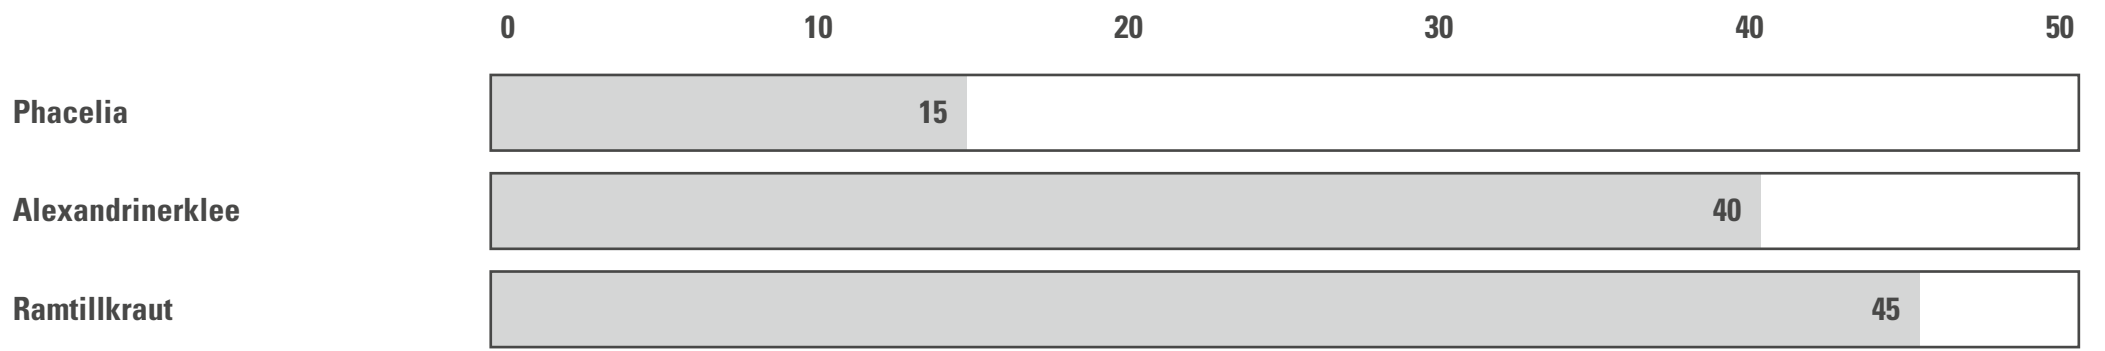 0 10 20 30 40 50
Phacelia 15
Alexandrinerklee 40
Ramtillkraut 45